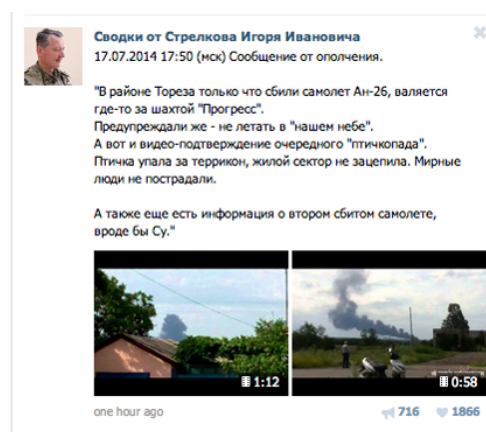 Сводки от Стрелкова Игоря Ивановича
17.07.2014 17:50 (мск) Сообщение от ополчения.
"В районе Тореза только что сбили самолет Ан-26, валяется
где-то за шахтой "Прогресс".
Предупреждали же - не летать в "нашем небе".
А вот и видео-подтверждение очередного "птичкопада".
Птичка упала за террикон, жилой сектор не зацепила. Мирные
люди не пострадали.
А также еще есть информация о втором сбитом самолете,
вроде бы Су."
1:12
0:58
one hour ago
716
1866